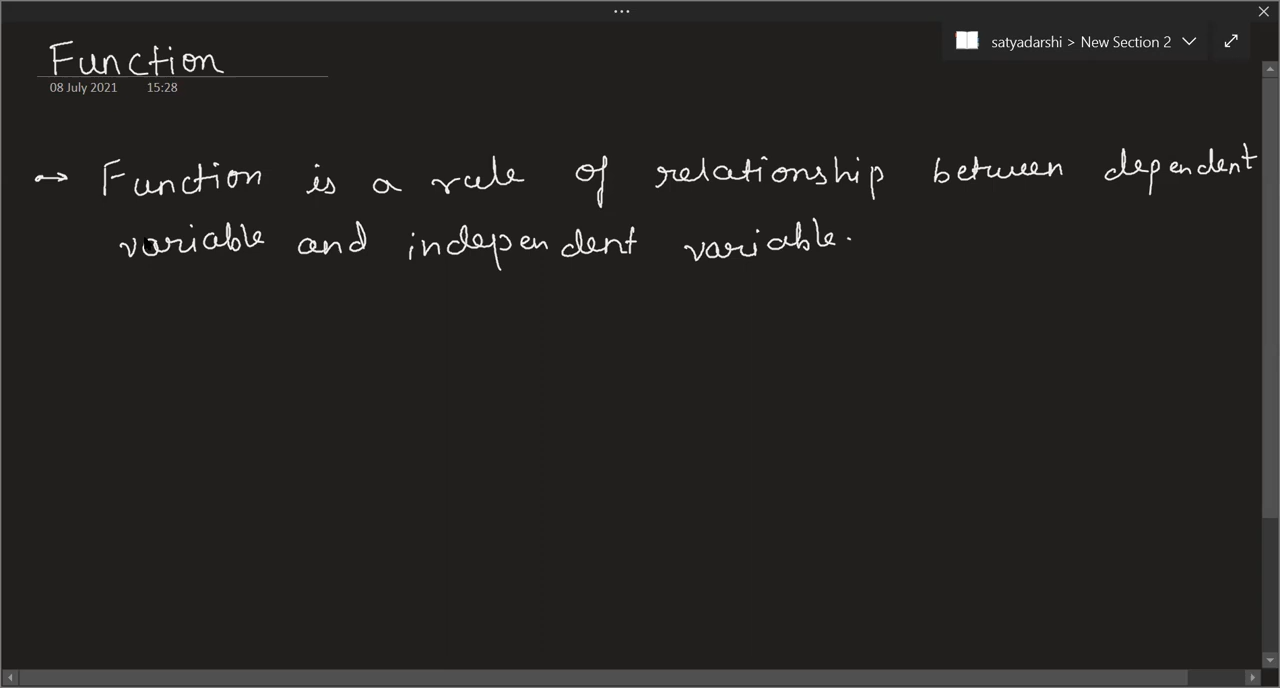 ...
satyadarshi > New Section 2
Function
08 July 2021 15:28
→ Function is a rule of relationship between dependent
variable and independent variable.